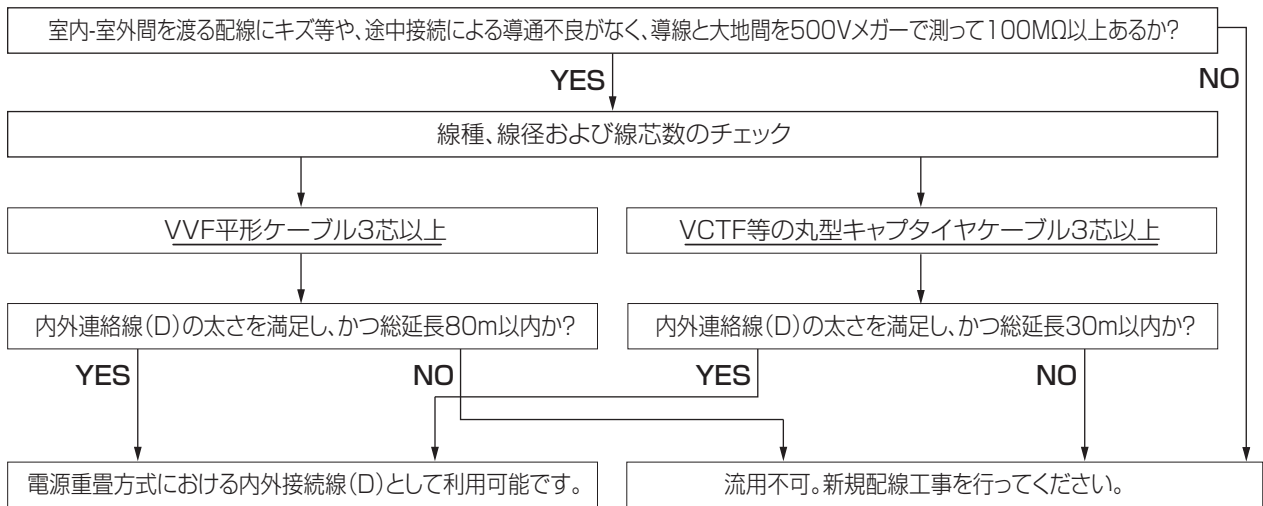 室内-室外間を渡る配線にキズ等や、途中接続による導通不良がなく、導線と大地間を500Vメガーで測って100MΩ以上あるか?
YES
NO
線種、線径および線芯数のチェック
VVF平形ケーブル3芯以上
VCTF等の丸型キャプタイヤケーブル3芯以上
内外連絡線(D)の太さを満足し、かつ総延長80m以内か?
内外連絡線(D)の太さを満足し、かつ総延長30m以内か?
YES
NO
YES
NO
電源重畳方式における内外接続線(D)として利用可能です。
流用不可。新規配線工事を行ってください。